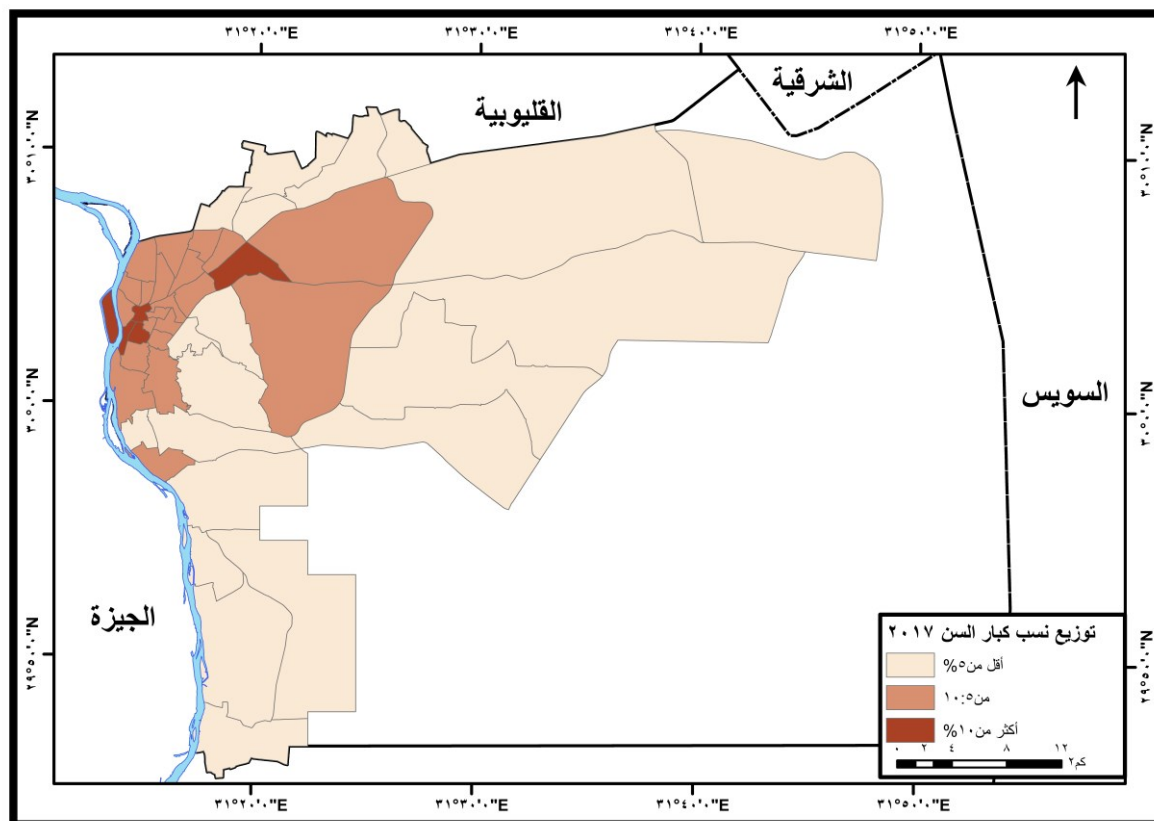 ٣١°٢٠'٠"E ٣١°٣٠'٠"E ٣١°٤٠'٠"E ٣١°٥٠'٠"E
الشرقية
القليوبية
٣٠°١٠'٠"N ٣٠°١٠'٠"N
السويس
٣٠°٠'٠"N ٣٠°٠'٠"N
الجيزة
٢٩°٥٠'٠"N ٢٩°٥٠'٠"N
توزيع نسب كبار السن ٢٠١٧
أقل من٥%
من٥:١٠
أكثر من١٠%
٠ ٢ ٤ ٨ ١٢
كم٢
٣١°٢٠'٠"E ٣١°٣٠'٠"E ٣١°٤٠'٠"E ٣١°٥٠'٠"E